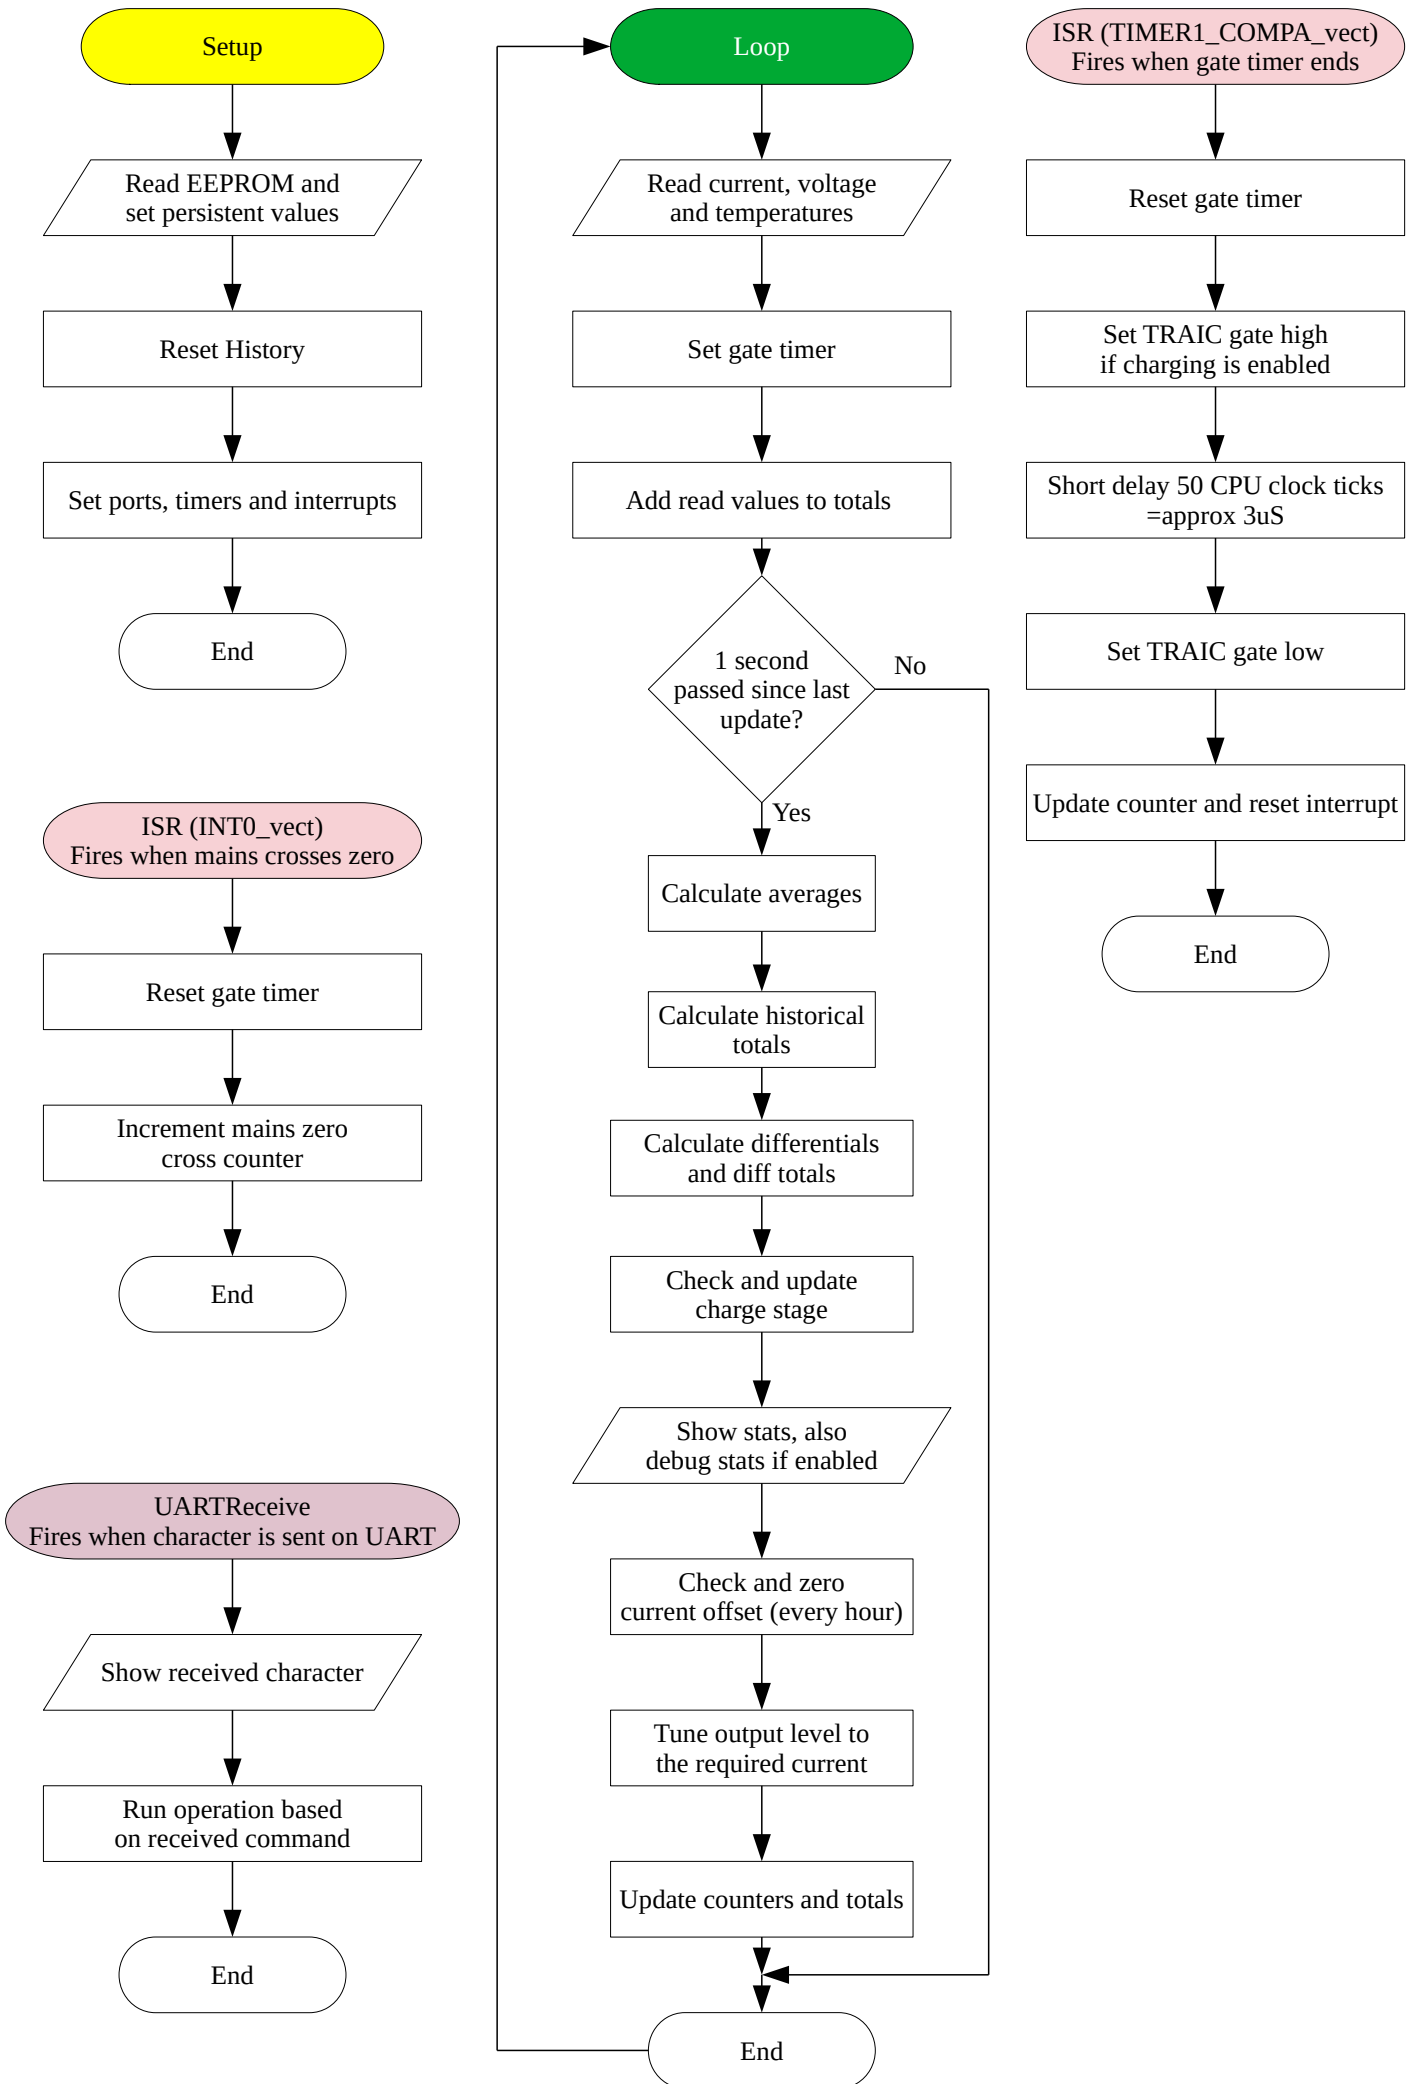 Setup
Read EEPROM and
set persistent values
Reset History
Set ports, timers and interrupts
End
ISR (INT0_vect)
Fires when mains crosses zero
Reset gate timer
Increment mains zero
cross counter
End
UARTReceive
Fires when character is sent on UART
Show received character
Run operation based
on received command
End
Loop
Read current, voltage
and temperatures
Set gate timer
Add read values to totals
1 second
passed since last
update?
No
Yes
Calculate averages
Calculate historical
totals
Calculate differentials
and diff totals
Check and update
charge stage
Show stats, also
debug stats if enabled
Check and zero
current offset (every hour)
Tune output level to
the required current
Update counters and totals
End
ISR (TIMER1_COMPA_vect)
Fires when gate timer ends
Reset gate timer
Set TRAIC gate high
if charging is enabled
Short delay 50 CPU clock ticks
=approx 3uS
Set TRAIC gate low
Update counter and reset interrupt
End